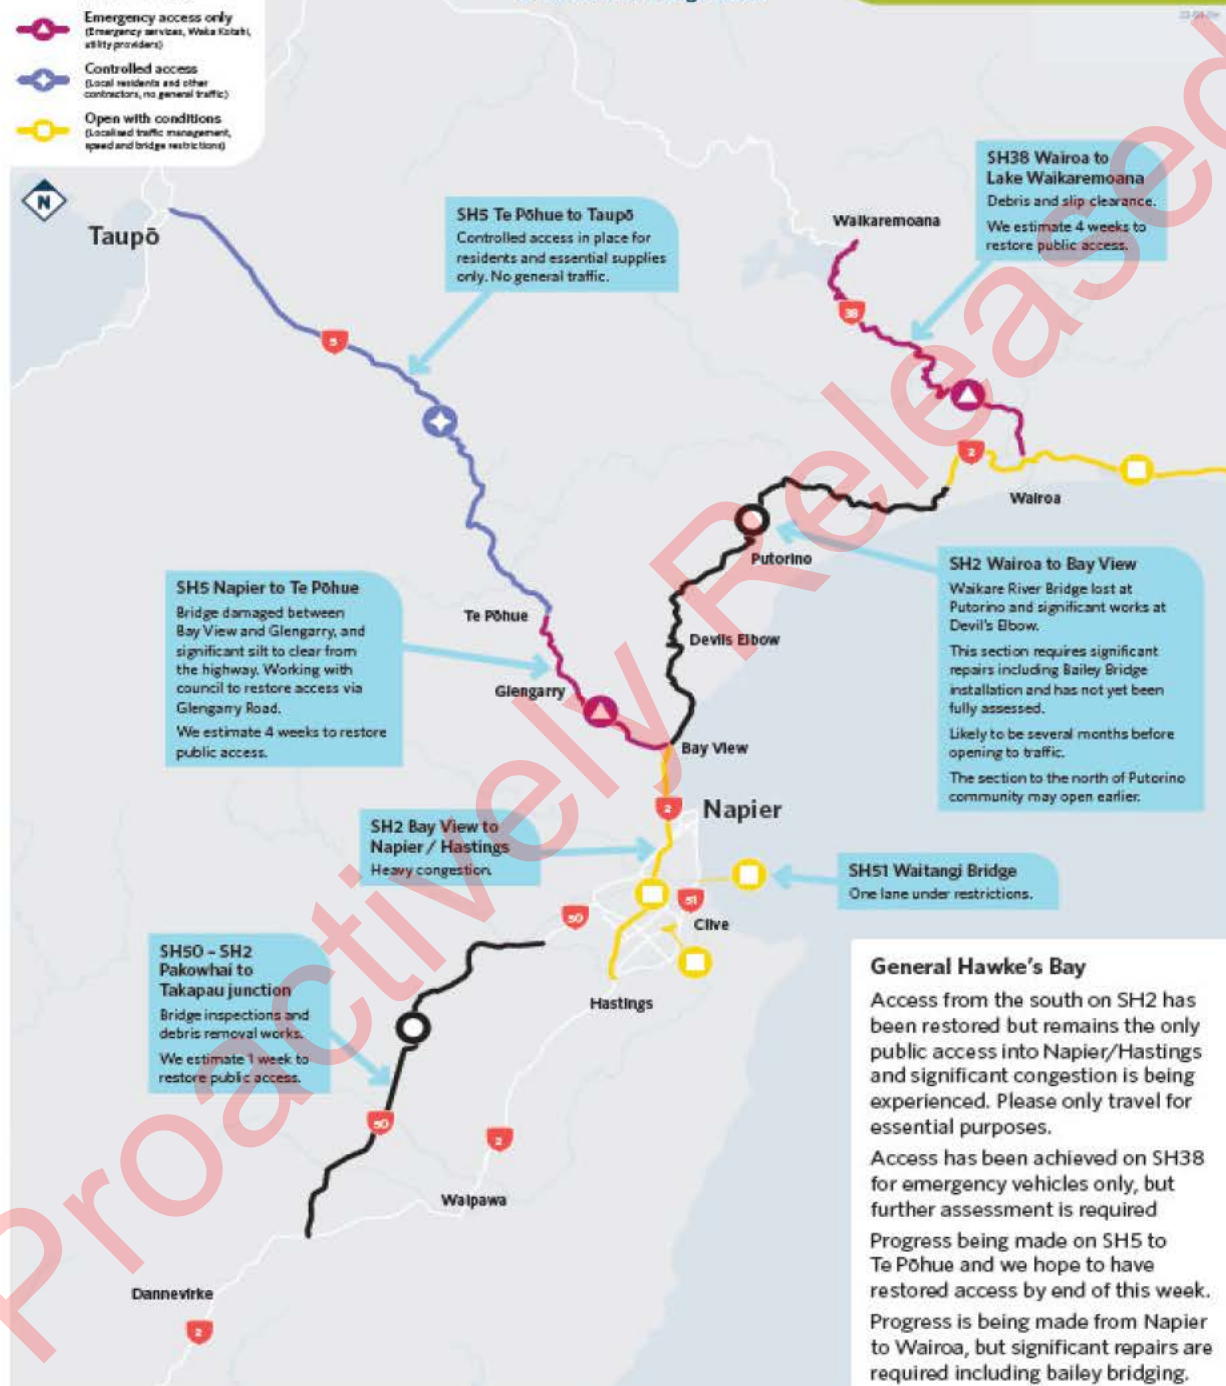 Emergency access only
(Emergency services, Waka Kotahi,
utility providers)
Controlled access
(Local residents and other
contractors, no general traffic)
Open with conditions
(Localised traffic management,
speed and bridge restrictions)
N
Taupō
SH5 Te Pōhue to Taupō
Controlled access in place for
residents and essential supplies
only. No general traffic.
Waikaremoana
SH38 Wairoa to
Lake Waikaremoana
Debris and slip clearance.
We estimate 4 weeks to
restore public access.
38
5
2
Wairoa
Putorino
SH2 Wairoa to Bay View
Waikare River Bridge lost at
Putorino and significant works at
Devil's Elbow.
This section requires significant
repairs including Bailey Bridge
installation and has not yet been
fully assessed.
Likely to be several months before
opening to traffic.
The section to the north of Putorino
community may open earlier.
SH5 Napier to Te Pōhue
Bridge damaged between
Bay View and Glengarry, and
significant silt to clear from
the highway. Working with
council to restore access via
Glengarry Road.
We estimate 4 weeks to restore
public access.
Te Pōhue
Devils Elbow
Glengarry
Bay View
2
Napier
SH2 Bay View to
Napier / Hastings
Heavy congestion.
SH51 Waitangi Bridge
One lane under restrictions.
51
50
Clive
Hastings
SH50 - SH2
Pakowhai to
Takapau junction
Bridge inspections and
debris removal works.
We estimate 1 week to
restore public access.
50
2
Waipawa
Dannevirke
2
General Hawke's Bay
Access from the south on SH2 has
been restored but remains the only
public access into Napier/Hastings
and significant congestion is being
experienced. Please only travel for
essential purposes.
Access has been achieved on SH38
for emergency vehicles only, but
further assessment is required
Progress being made on SH5 to
Te Pōhue and we hope to have
restored access by end of this week.
Progress is being made from Napier
to Wairoa, but significant repairs are
required including bailey bridging.
Proactively Released